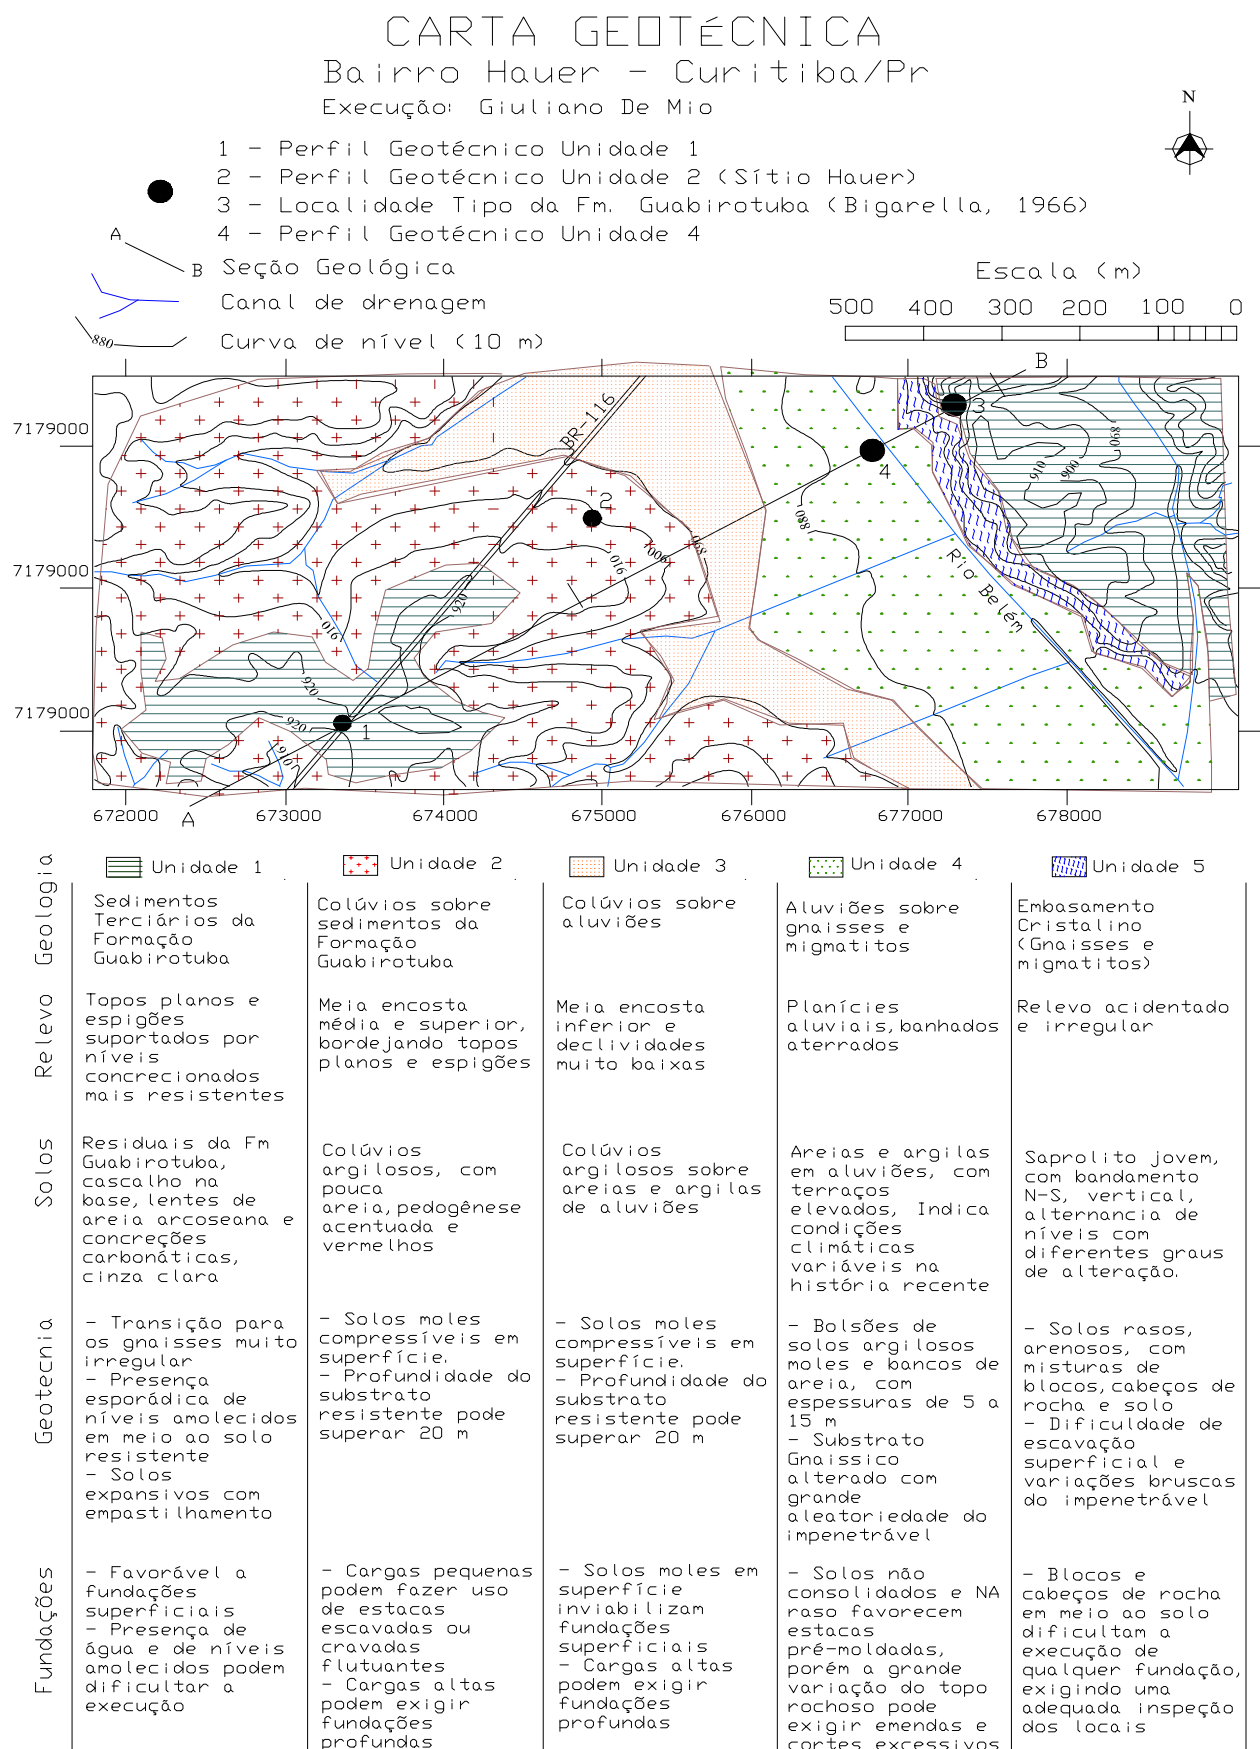 CARTA GEOTÉCNICA
Bairro Hauer - Curitiba/Pr
Execução: Giuliano De Mio
N
1 - Perfil Geotécnico Unidade 1
2 - Perfil Geotécnico Unidade 2 (Sítio Hauer)
3 - Localidade Tipo da Fm. Guabirotuba (Bigarella, 1966)
4 - Perfil Geotécnico Unidade 4
A
B Seção Geológica
Canal de drenagem
880 Curva de nível (10 m)
Escala (m)
500 400 300 200 100 0
B
7179000
BR-116
3
890
4
910
900
2
880
7179000
890
900
910
Rio Belém
920
910
920
7179000
920
1
910
A
672000 673000 674000 675000 676000 677000 678000
Unidade 1
Unidade 2
Unidade 3
Unidade 4
Unidade 5
Geologia
Sedimentos
Terciários da
Formação
Guabirotuba
Colúvios sobre
sedimentos da
Formação
Guabirotuba
Colúvios sobre
aluviões
Aluviões sobre
gnaisses e
migmatitos
Embasamento
Cristalino
(Gnaisses e
migmatitos)
Relevo
Topos planos e
espigões
suportados por
níveis
concrecionados
mais resistentes
Meia encosta
média e superior,
bordejando topos
planos e espigões
Meia encosta
inferior e
declividades
muito baixas
Planícies
aluviais, banhados
aterrados
Relevo acidentado
e irregular
Solos
Residuais da Fm
Guabirotuba,
cascalho na
base, lentes de
areia arcoseana e
concreções
carbonáticas,
cinza clara
Colúvios
argilosos, com
pouca
areia, pedogênese
acentuada e
vermelhos
Colúvios
argilosos sobre
areias e argilas
de aluviões
Areias e argilas
em aluviões, com
terraços
elevados, Indica
condições
climáticas
variáveis na
história recente
Saprolito jovem,
com bandamento
N-S, vertical,
alternancia de
níveis com
diferentes graus
de alteração.
Geotecnia
- Transição para
os gnaisses muito
irregular
- Presença
esporádica de
níveis amolecidos
em meio ao solo
resistente
- Solos
expansivos com
empastilhamento
- Solos moles
compressíveis em
superfície.
- Profundidade do
substrato
resistente pode
superar 20 m
- Solos moles
compressíveis em
superfície.
- Profundidade do
substrato
resistente pode
superar 20 m
- Bolsões de
solos argilosos
moles e bancos de
areia, com
espessuras de 5 a
15 m
- Substrato
Gnaissico
alterado com
grande
aleatoriedade do
impenetrável
- Solos rasos,
arenosos, com
misturas de
blocos, cabeços de
rocha e solo
- Dificuldade de
escavação
superficial e
variações bruscas
do impenetrável
Fundações
- Favorável a
fundações
superficiais
- Presença de
água e de níveis
amolecidos podem
dificultar a
execução
- Cargas pequenas
podem fazer uso
de estacas
escavadas ou
cravadas
flutuantes
- Cargas altas
podem exigir
fundações
profundas
- Solos moles em
superfície
inviabilizam
fundações
superficiais
- Cargas altas
podem exigir
fundações
profundas
- Solos não
consolidados e NA
raso favorecem
estacas
pré-moldadas,
porém a grande
variação do topo
rochoso pode
exigir emendas e
cortes excessivos
- Blocos e
cabeços de rocha
em meio ao solo
dificultam a
execução de
qualquer fundação,
exigindo uma
adequada inspeção
dos locais